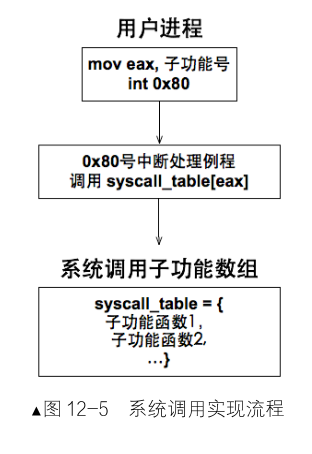 用户进程
mov eax, 子功能号
int 0x80
0x80号中断处理例程
调用 syscall_table[eax]
系统调用子功能数组
syscall_table = {
子功能函数1,
子功能函数2,
...}
▲图 12-5 系统调用实现流程